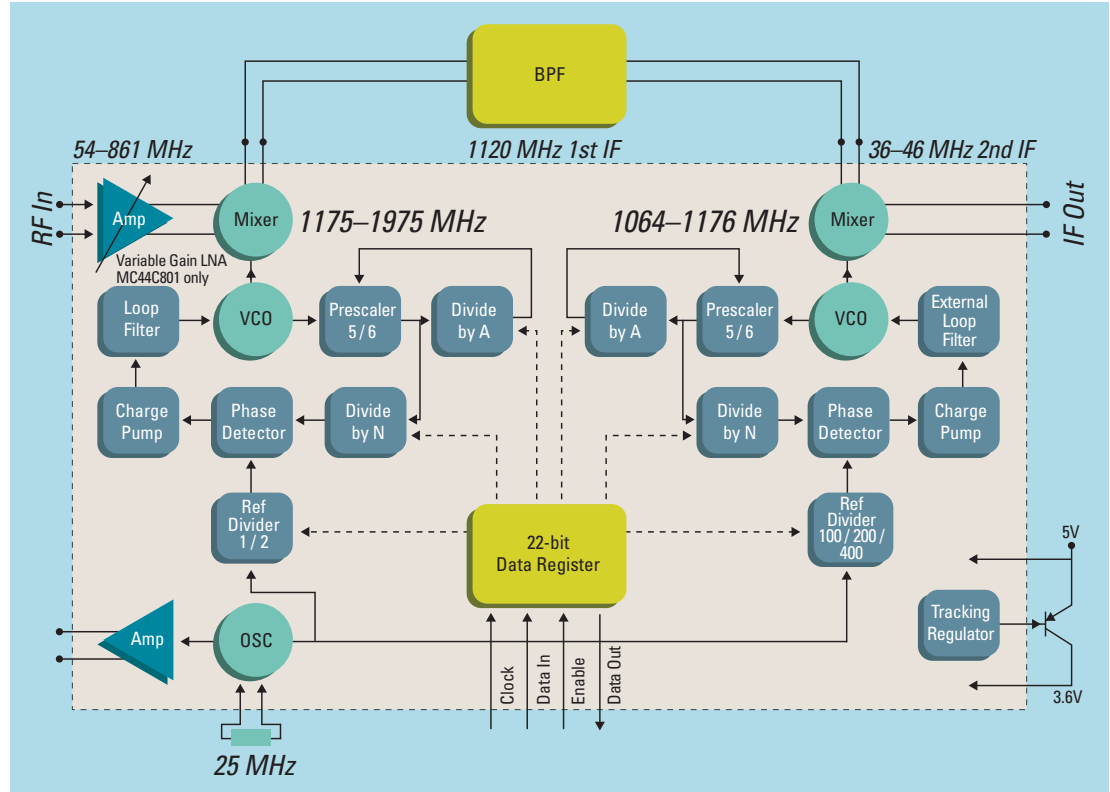 BPF
54–861 MHz
1120 MHz 1st IF
36–46 MHz 2nd IF
RF In
Amp
Mixer
1175–1975 MHz
1064–1176 MHz
Mixer
IF Out
Variable Gain LNA
MC44C801 only
Loop
Filter
VCO
Prescaler
5 / 6
Divide
by A
Divide
by A
Prescaler
5 / 6
VCO
External
Loop
Filter
Charge
Pump
Phase
Detector
Divide
by N
Divide
by N
Phase
Detector
Charge
Pump
Ref
Divider
1 / 2
22-bit
Data Register
Ref
Divider
100 / 200 /
400
5V
Amp
OSC
Tracking
Regulator
Clock
Data In
Enable
Data Out
3.6V
25 MHz